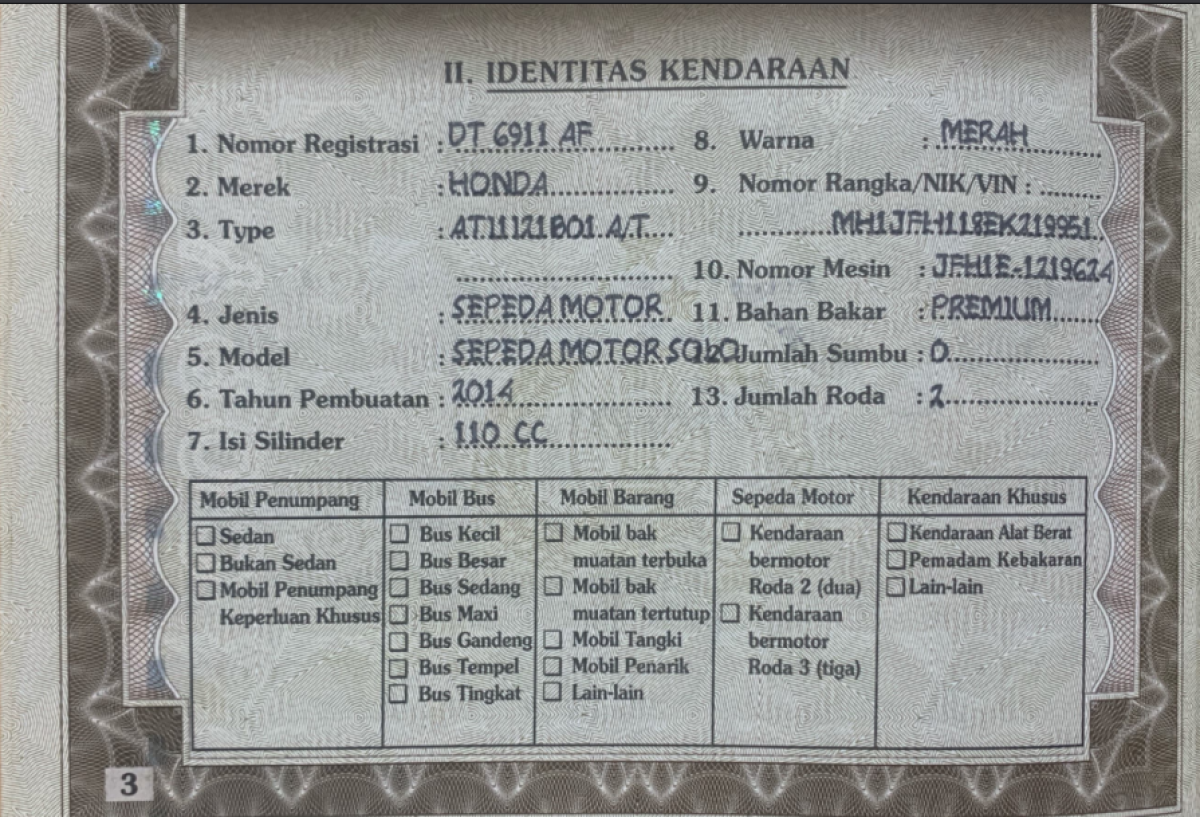 II. IDENTITAS KENDARAAN
1. Nomor Registrasi : DT 6911 AF
2. Merek : HONDA
3. Type : AT11121B01 A/T
4. Jenis : SEPEDA MOTOR
5. Model : SEPEDA MOTOR SOLO
6. Tahun Pembuatan : 2014
7. Isi Silinder : 110 CC
8. Warna : MERAH
9. Nomor Rangka/NIK/VIN :
MH1JFH118EK219951
10. Nomor Mesin : JFH1E-1219624
11. Bahan Bakar : PREMIUM
Jumlah Sumbu : 0
13. Jumlah Roda : 2
Mobil Penumpang
Sedan
Bukan Sedan
Mobil Penumpang
Keperluan Khusus
Mobil Bus
Bus Kecil
Bus Besar
Bus Sedang
Bus Maxi
Bus Gandeng
Bus Tempel
Bus Tingkat
Mobil Barang
Mobil bak
muatan terbuka
Mobil bak
muatan tertutup
Mobil Tangki
Mobil Penarik
Lain-lain
Sepeda Motor
Kendaraan
bermotor
Roda 2 (dua)
Kendaraan
bermotor
Roda 3 (tiga)
Kendaraan Khusus
Kendaraan Alat Berat
Pemadam Kebakaran
Lain-lain
3